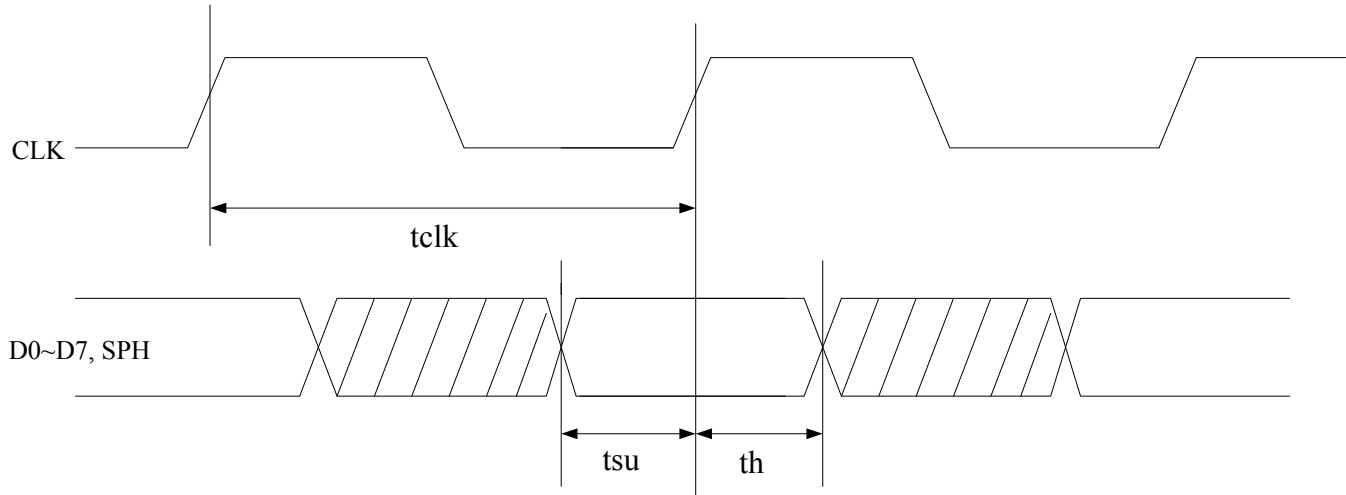 CLK
tclk
D0~D7, SPH
tsu
th